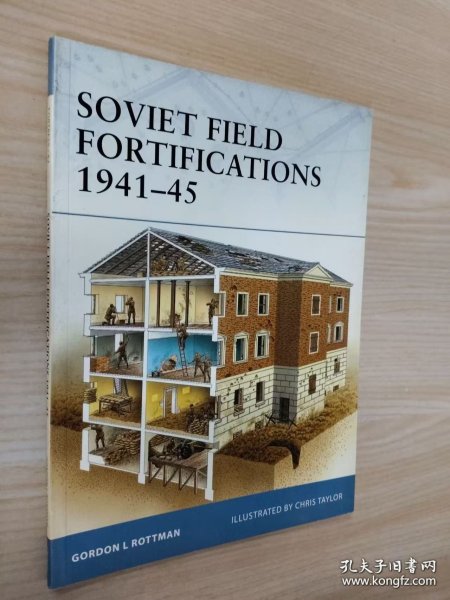 SOVIET FIELD
FORTIFICATIONS
1941–45
GORDON L ROTTMAN
ILLUSTRATED BY CHRIS TAYLOR
孔夫子旧书网
www.kongfz.com